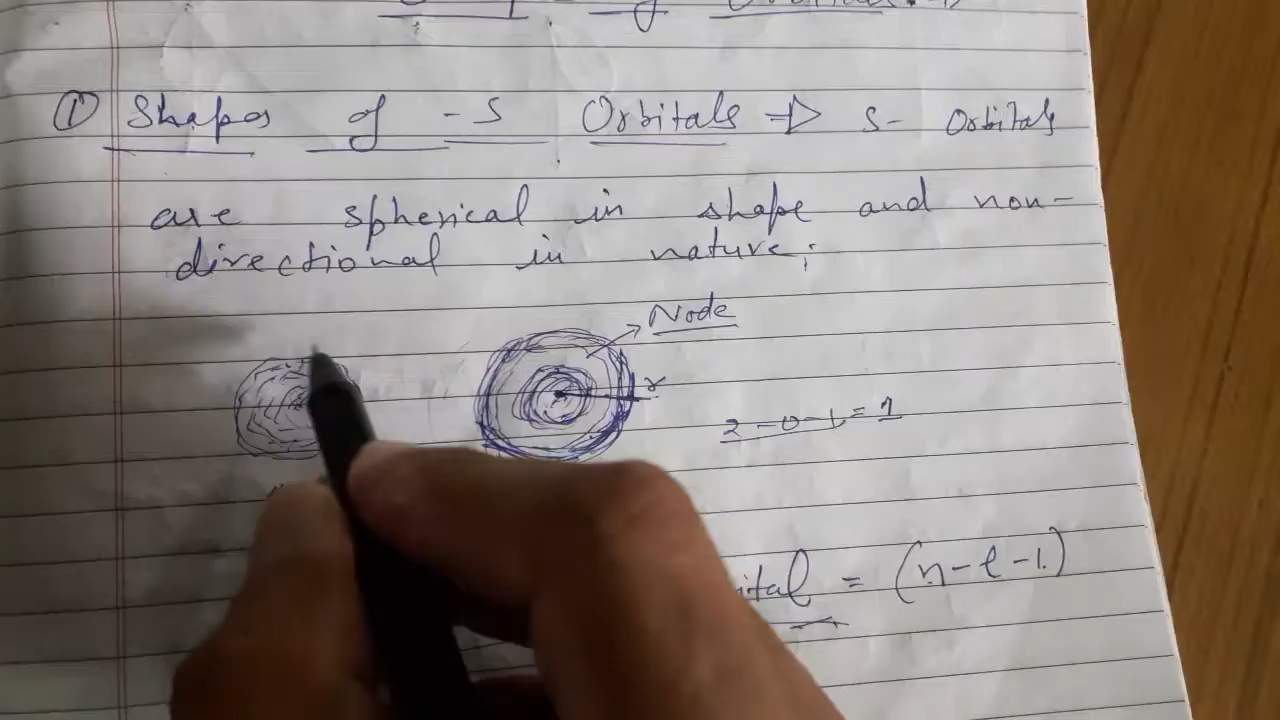 ① Shapes of - S Orbitals ⇒ S- Orbitals
are spherical in shape and non-
directional in nature;
Node
r
2-0-1=1
= (n-l-1)